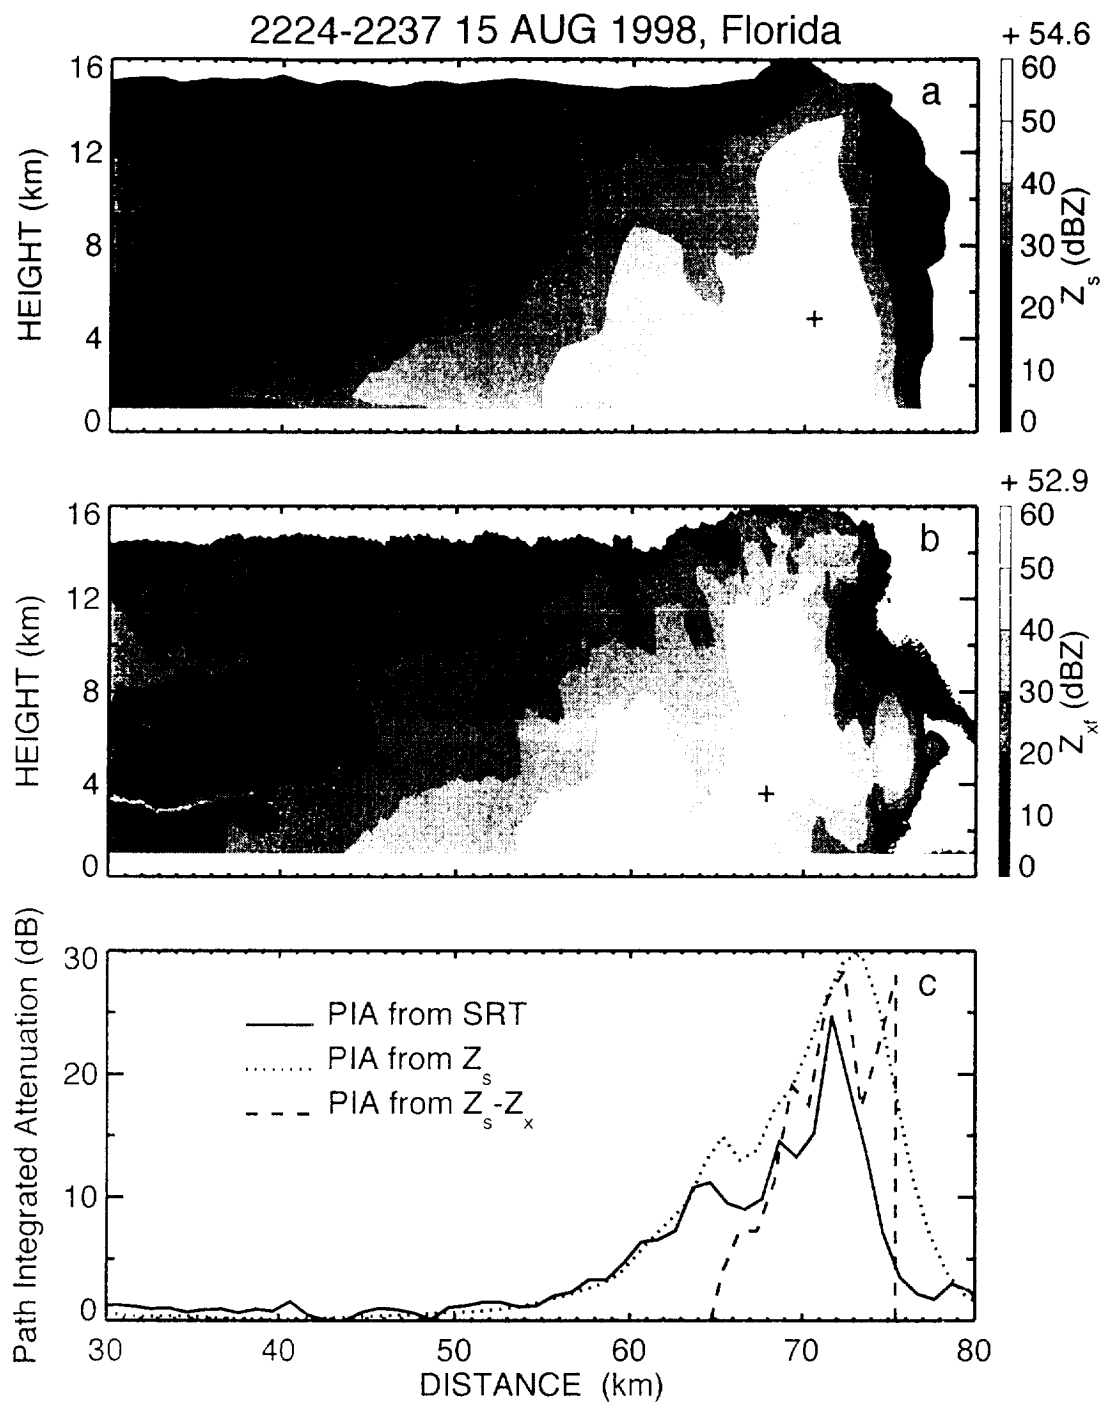 2224-2237 15 AUG 1998, Florida
+ 54.6
a
HEIGHT (km)
16
12
8
4
0
60
50
40
30
20
10
0
Z_s (dBZ)
+
+ 52.9
b
HEIGHT (km)
16
12
8
4
0
60
50
40
30
20
10
0
Z_xf (dBZ)
+
c
Path Integrated Attenuation (dB)
30
20
10
0
PIA from SRT
PIA from Z_s
PIA from Z_s-Z_x
30 40 50 60 70 80
DISTANCE (km)